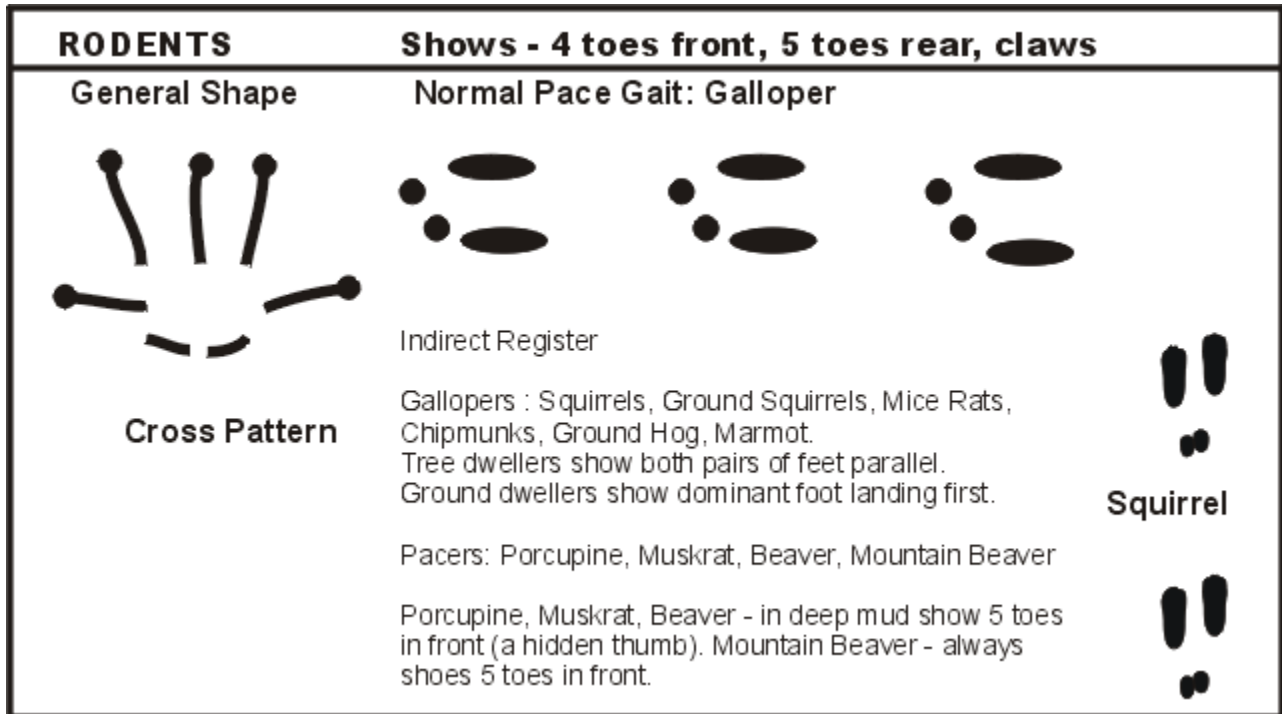 RODENTS Shows - 4 toes front, 5 toes rear, claws
General Shape Normal Pace Gait: Galloper
Indirect Register
Gallopers : Squirrels, Ground Squirrels, Mice Rats,
Chipmunks, Ground Hog, Marmot.
Tree dwellers show both pairs of feet parallel.
Ground dwellers show dominant foot landing first.
Cross Pattern
Squirrel
Pacers: Porcupine, Muskrat, Beaver, Mountain Beaver
Porcupine, Muskrat, Beaver - in deep mud show 5 toes
in front (a hidden thumb). Mountain Beaver - always
shoes 5 toes in front.